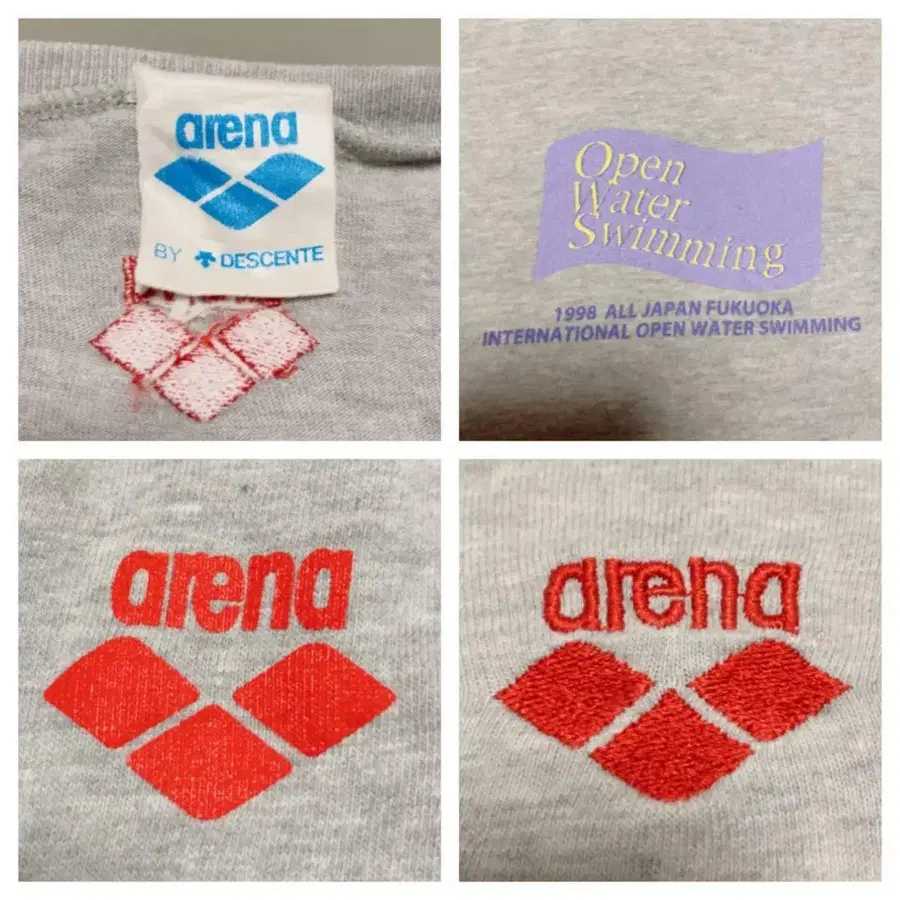 arena
BY DESCENTE
Open
Water
Swimming
1998 ALL JAPAN FUKUOKA
INTERNATIONAL OPEN WATER SWIMMING
arena
arena